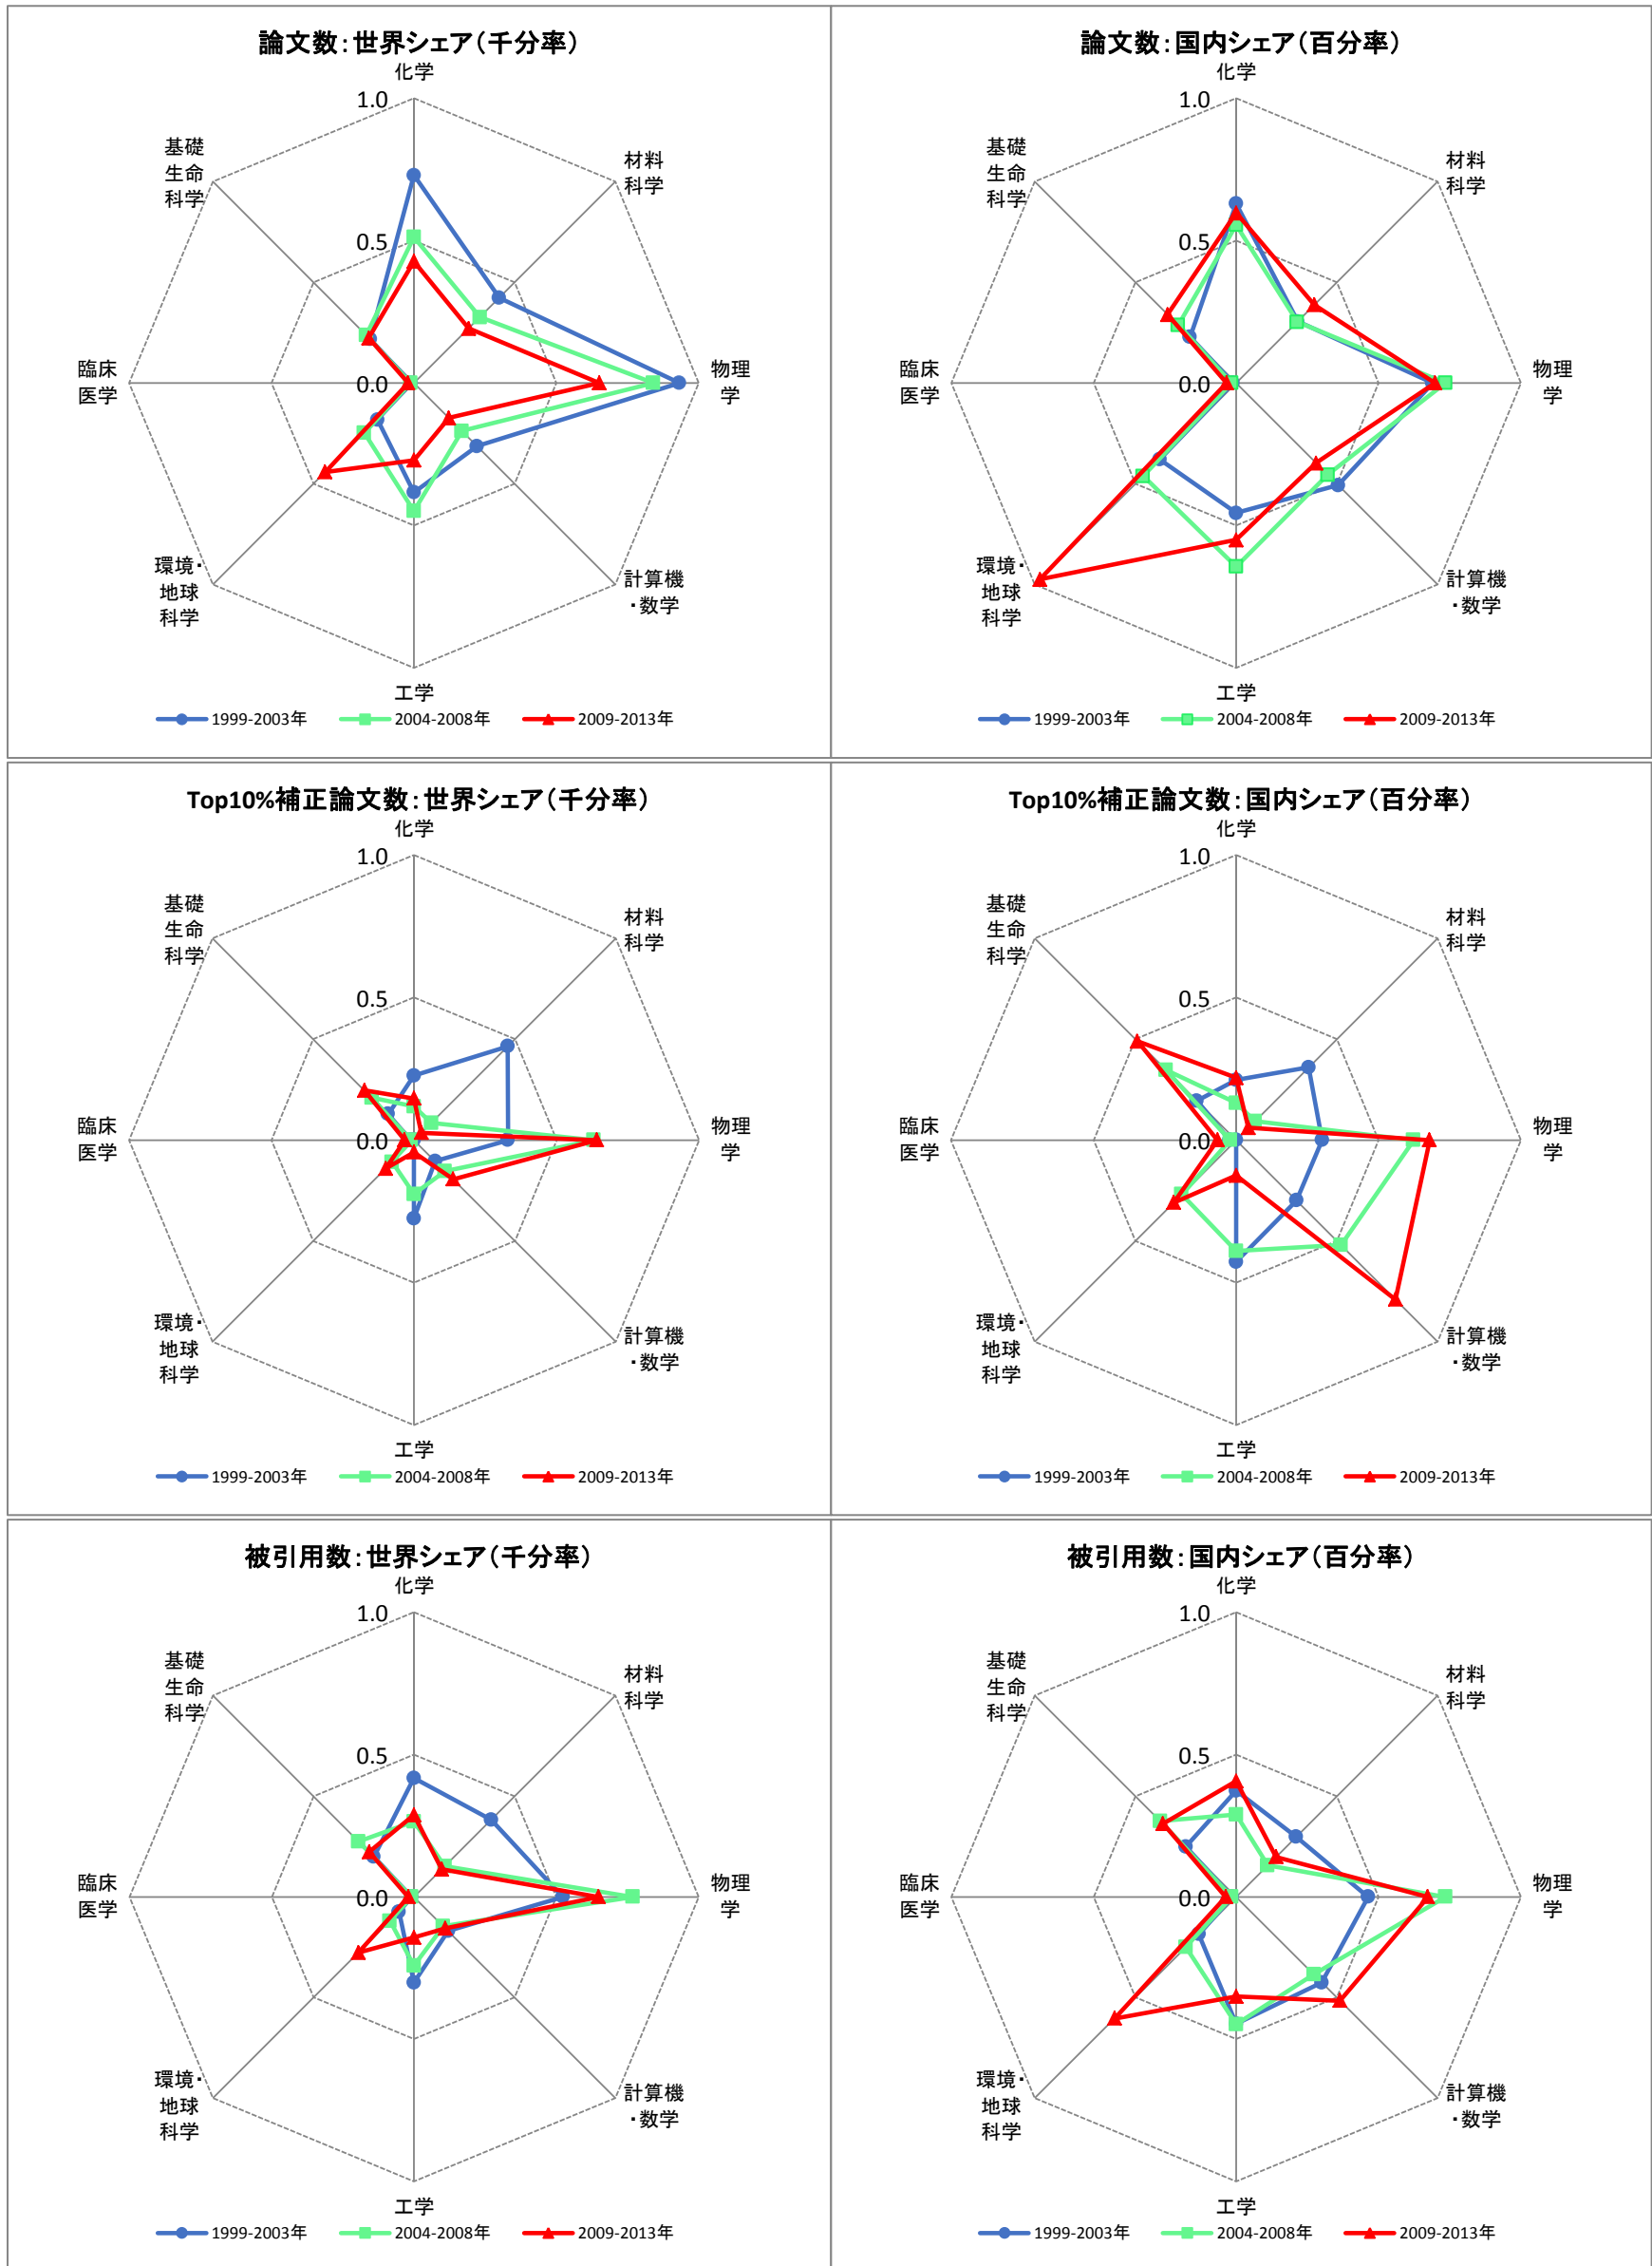 論文数：世界シェア（千分率）
化学
1.0
基礎
生命
科学
材料
科学
0.5
臨床
医学
0.0
物理
学
環境・
地球
科学
計算機
・数学
工学
1999-2003年 2004-2008年 2009-2013年
論文数：国内シェア（百分率）
化学
1.0
基礎
生命
科学
材料
科学
0.5
臨床
医学
0.0
物理
学
環境・
地球
科学
計算機
・数学
工学
1999-2003年 2004-2008年 2009-2013年
Top10%補正論文数：世界シェア（千分率）
化学
1.0
基礎
生命
科学
材料
科学
0.5
臨床
医学
0.0
物理
学
環境・
地球
科学
計算機
・数学
工学
1999-2003年 2004-2008年 2009-2013年
Top10%補正論文数：国内シェア（百分率）
化学
1.0
基礎
生命
科学
材料
科学
0.5
臨床
医学
0.0
物理
学
環境・
地球
科学
計算機
・数学
工学
1999-2003年 2004-2008年 2009-2013年
被引用数：世界シェア（千分率）
化学
1.0
基礎
生命
科学
材料
科学
0.5
臨床
医学
0.0
物理
学
環境・
地球
科学
計算機
・数学
工学
1999-2003年 2004-2008年 2009-2013年
被引用数：国内シェア（百分率）
化学
1.0
基礎
生命
科学
材料
科学
0.5
臨床
医学
0.0
物理
学
環境・
地球
科学
計算機
・数学
工学
1999-2003年 2004-2008年 2009-2013年